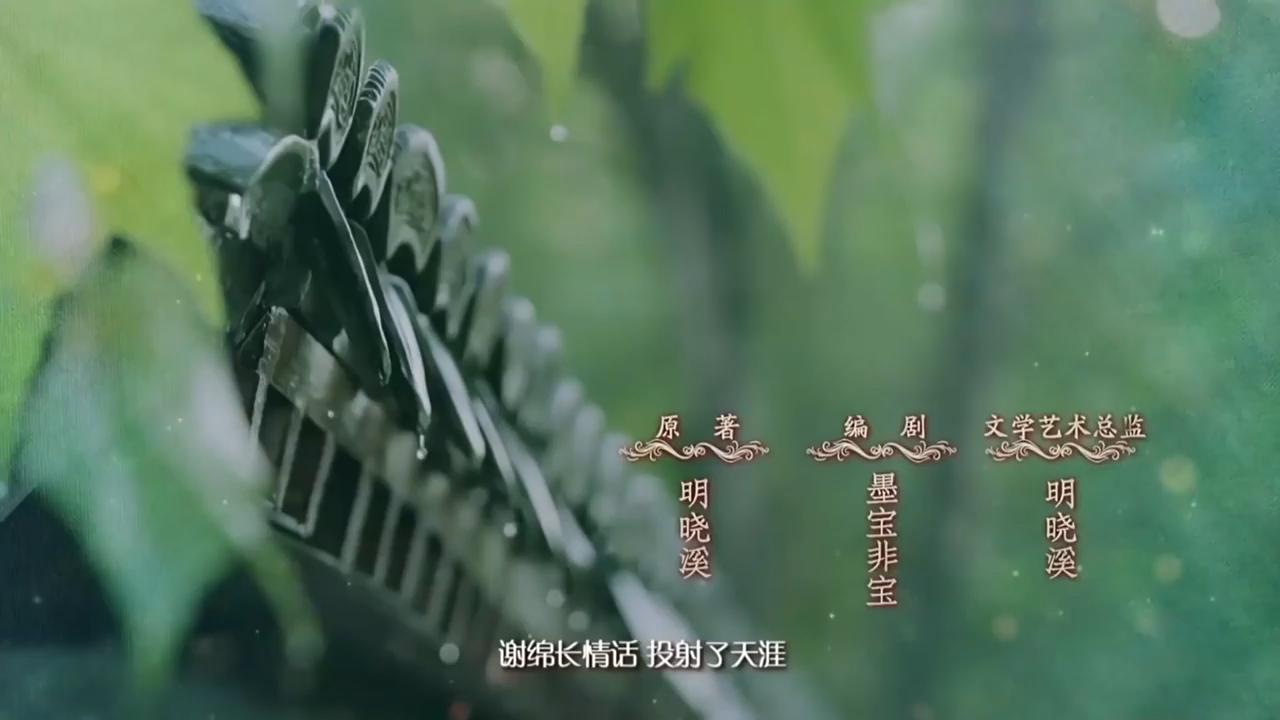 原著
编剧
文学艺术总监
明晓溪
墨宝非宝
明晓溪
谢绵长情话 投射了天涯